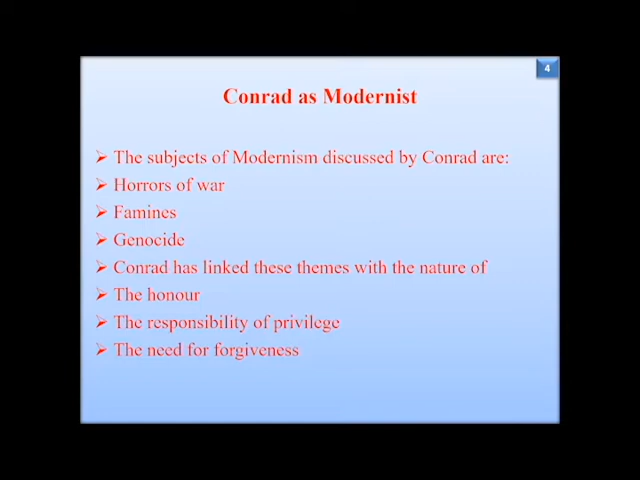 4
Conrad as Modernist
➢ The subjects of Modernism discussed by Conrad are:
➢ Horrors of war
➢ Famines
➢ Genocide
➢ Conrad has linked these themes with the nature of
➢ The honour
➢ The responsibility of privilege
➢ The need for forgiveness